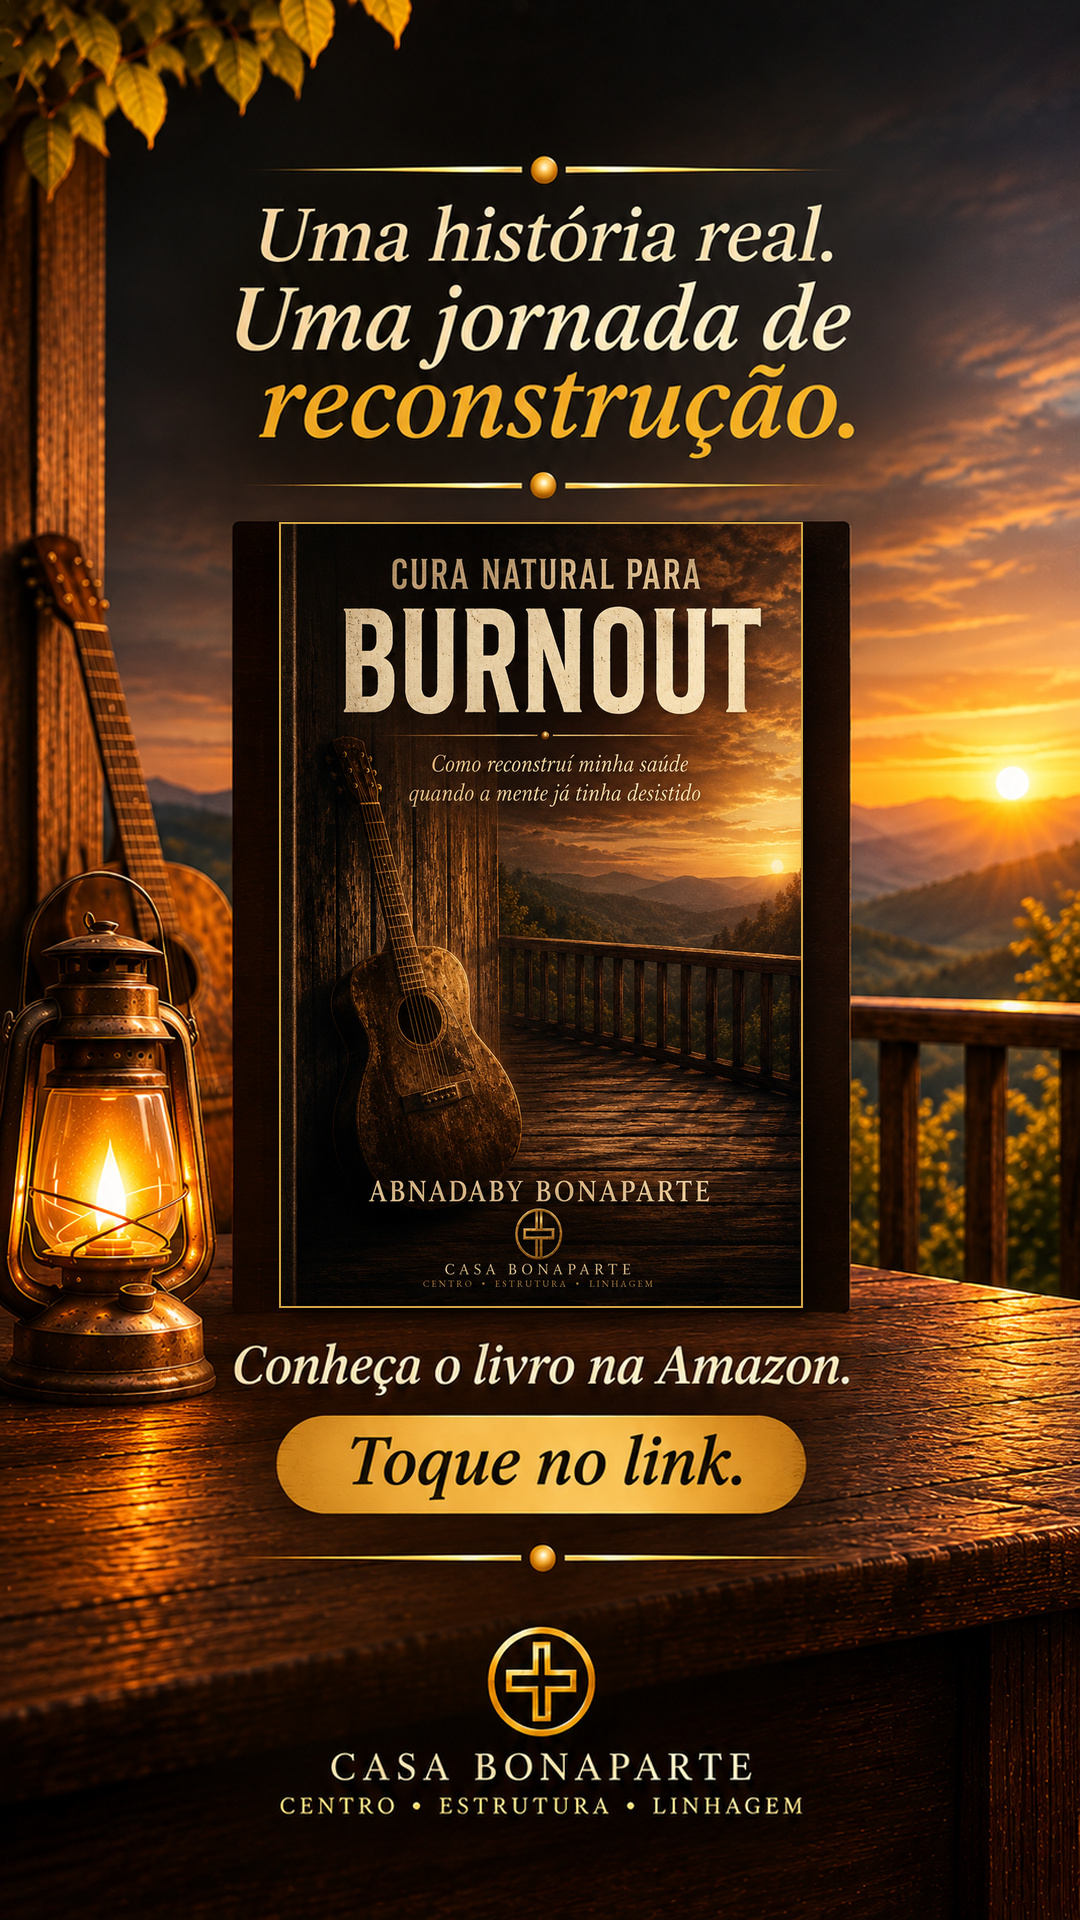 Uma história real.
Uma jornada de
reconstrução.
CURA NATURAL PARA
BURNOUT
Como reconstruí minha saúde
quando a mente já tinha desistido
ABNADABY BONAPARTE
CASA BONAPARTE
CENTRO • ESTRUTURA • LINHAGEM
Conheça o livro na Amazon.
Toque no link.
CASA BONAPARTE
CENTRO • ESTRUTURA • LINHAGEM